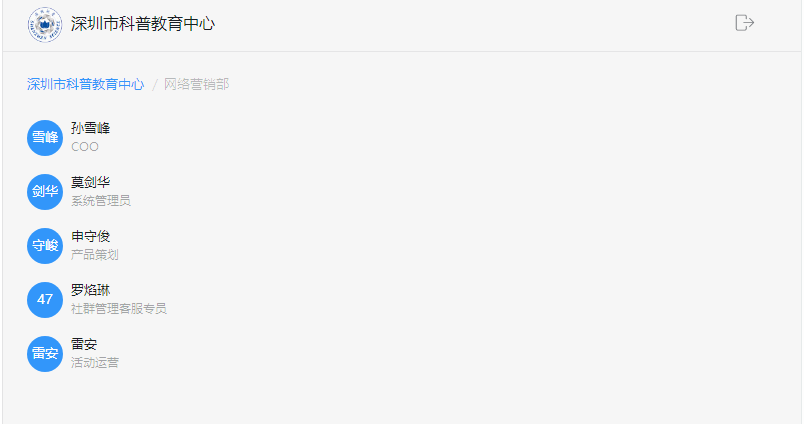 深圳市科普教育中心
深圳市科普教育中心 / 网络营销部
雪峰
孙雪峰
COO
剑华
莫剑华
系统管理员
守峻
申守俊
产品策划
47
罗焰琳
社群管理客服专员
雷安
雷安
活动运营